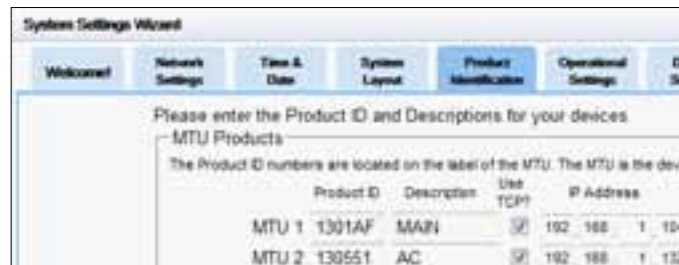 System Settings Wizard
Welcome! Network Settings Time & Date System Layout Product Identification Operational Settings
Please enter the Product ID and Descriptions for your devices
MTU Products
The Product ID numbers are located on the label of the MTU. The MTU is the dev
Product ID Description Use TCP? IP Address
MTU 1 1301AF MAIN 192 168 1 104
MTU 2 130551 AC 192 168 1 132